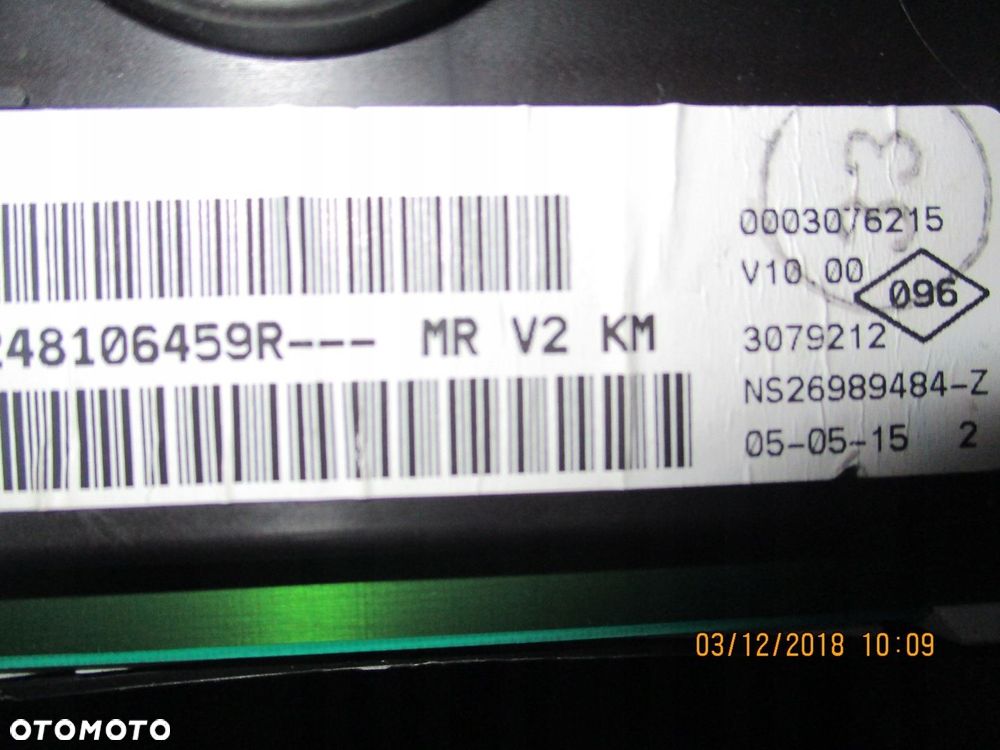 33
0003076215
V10 00
096
248106459R--- MR V2 KM
3079212
NS26989484-Z
05-05-15 2
03/12/2018 10:09
OTOMOTO